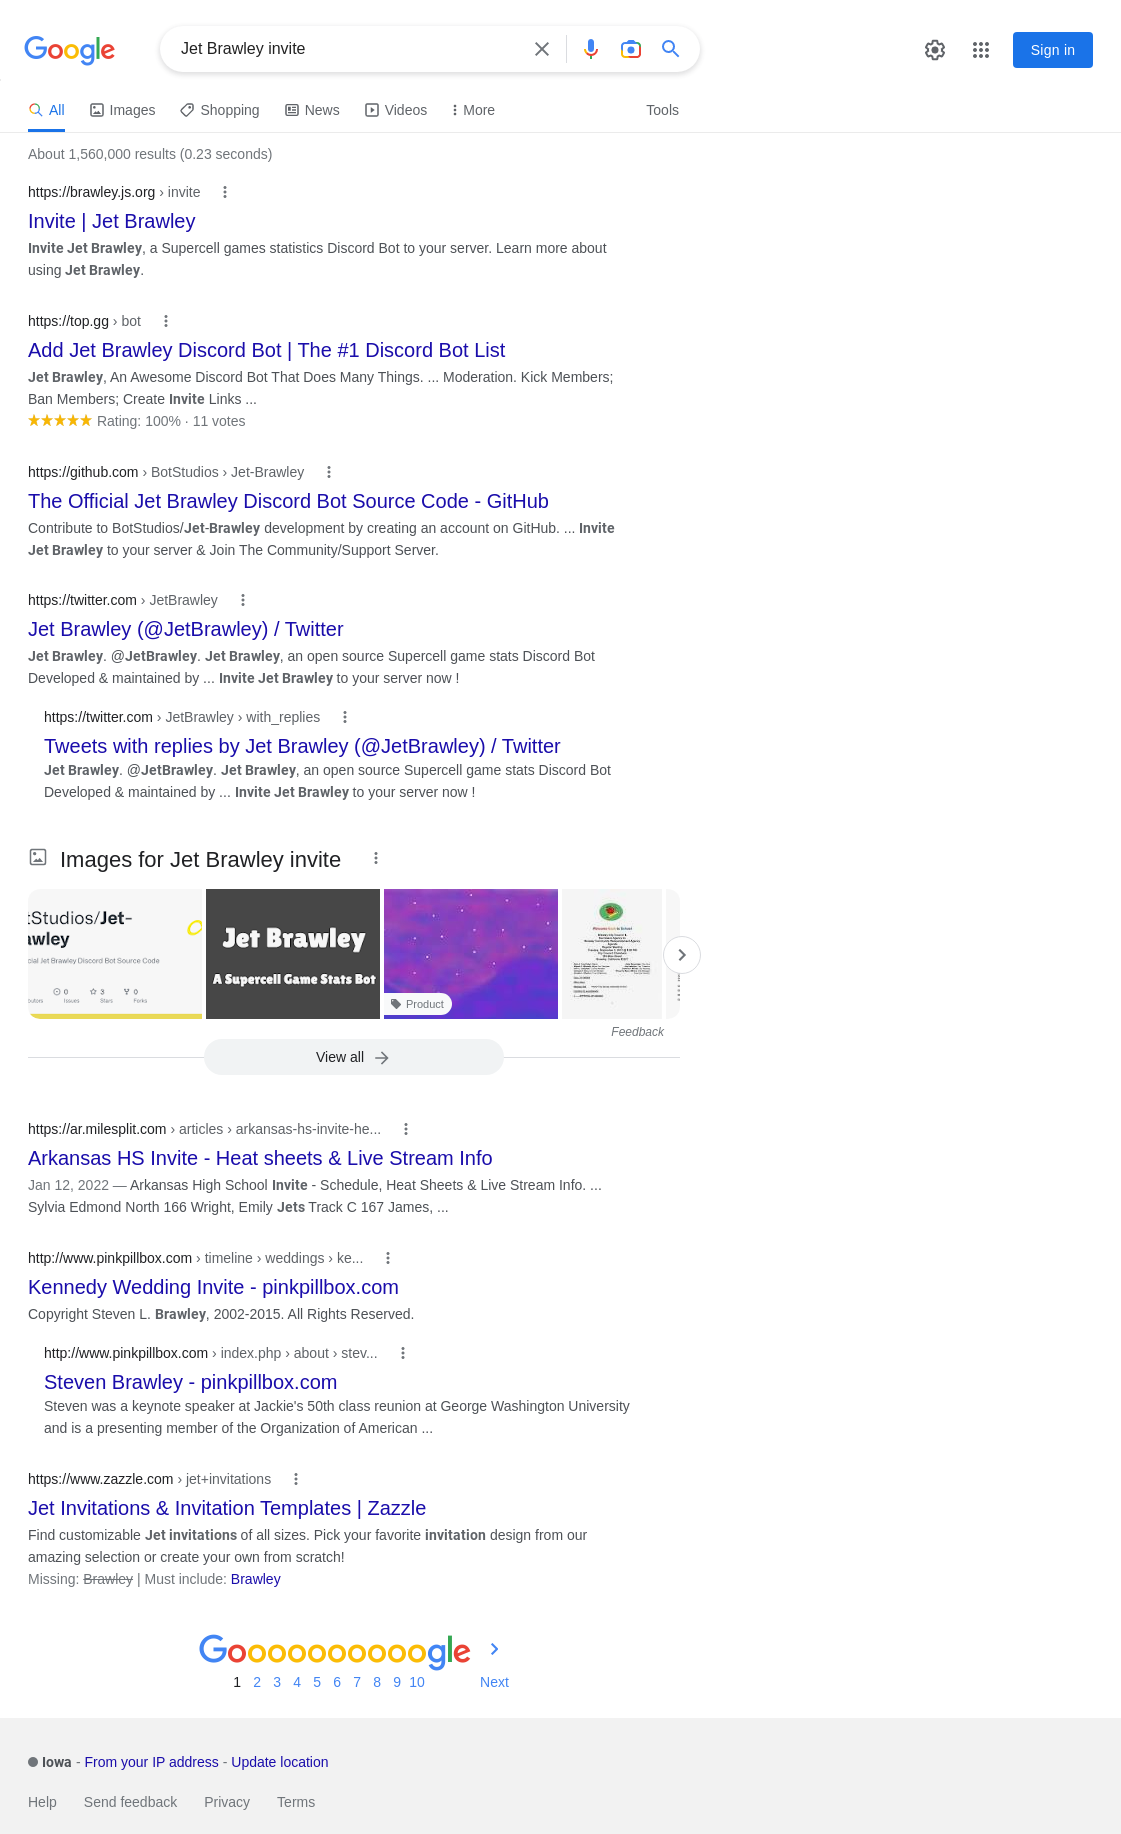 Google
Jet Brawley invite
Sign in
All
Images
Shopping
News
Videos
More
Tools
About 1,560,000 results (0.23 seconds)
https://brawley.js.org › invite
Invite | Jet Brawley
Invite Jet Brawley, a Supercell games statistics Discord Bot to your server. Learn more about
using Jet Brawley.
https://top.gg › bot
Add Jet Brawley Discord Bot | The #1 Discord Bot List
Jet Brawley, An Awesome Discord Bot That Does Many Things. ... Moderation. Kick Members;
Ban Members; Create Invite Links ...
Rating: 100% · 11 votes
https://github.com › BotStudios › Jet-Brawley
The Official Jet Brawley Discord Bot Source Code - GitHub
Contribute to BotStudios/Jet-Brawley development by creating an account on GitHub. ... Invite
Jet Brawley to your server & Join The Community/Support Server.
https://twitter.com › JetBrawley
Jet Brawley (@JetBrawley) / Twitter
Jet Brawley. @JetBrawley. Jet Brawley, an open source Supercell game stats Discord Bot
Developed & maintained by ... Invite Jet Brawley to your server now !
https://twitter.com › JetBrawley › with_replies
Tweets with replies by Jet Brawley (@JetBrawley) / Twitter
Jet Brawley. @JetBrawley. Jet Brawley, an open source Supercell game stats Discord Bot
Developed & maintained by ... Invite Jet Brawley to your server now !
Images for Jet Brawley invite
tStudios/Jet-
awley
cial Jet Brawley Discord Bot Source Code
0 3 0
butors Issues Stars Forks
Jet Brawley
A Supercell Game Stats Bot
Product
Feedback
View all
https://ar.milesplit.com › articles › arkansas-hs-invite-he...
Arkansas HS Invite - Heat sheets & Live Stream Info
Jan 12, 2022 — Arkansas High School Invite - Schedule, Heat Sheets & Live Stream Info. ...
Sylvia Edmond North 166 Wright, Emily Jets Track C 167 James, ...
http://www.pinkpillbox.com › timeline › weddings › ke...
Kennedy Wedding Invite - pinkpillbox.com
Copyright Steven L. Brawley, 2002-2015. All Rights Reserved.
http://www.pinkpillbox.com › index.php › about › stev...
Steven Brawley - pinkpillbox.com
Steven was a keynote speaker at Jackie's 50th class reunion at George Washington University
and is a presenting member of the Organization of American ...
https://www.zazzle.com › jet+invitations
Jet Invitations & Invitation Templates | Zazzle
Find customizable Jet invitations of all sizes. Pick your favorite invitation design from our
amazing selection or create your own from scratch!
Missing: Brawley | Must include: Brawley
Goooooooooogle
1 2 3 4 5 6 7 8 9 10 Next
Iowa - From your IP address - Update location
Help Send feedback Privacy Terms